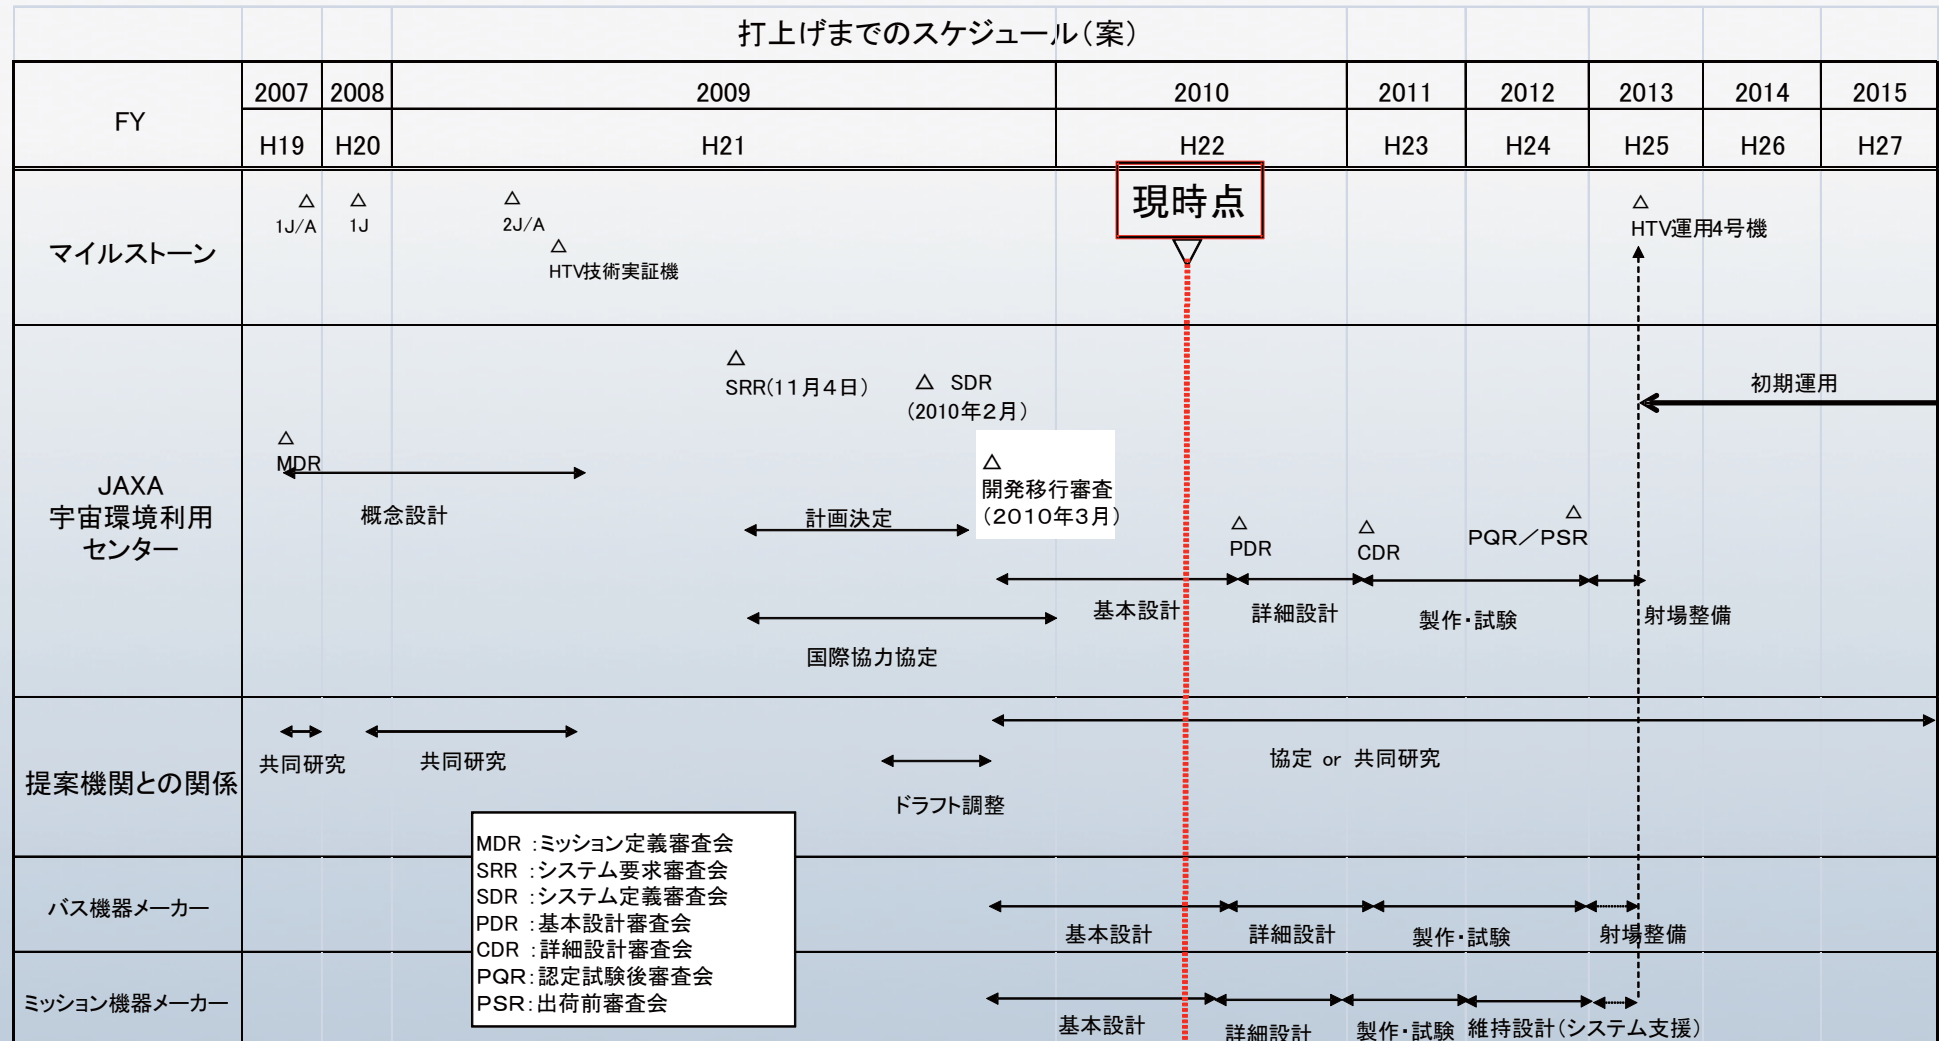 打上げまでのスケジュール(案)
FY
2007 2008 2009 2010 2011 2012 2013 2014 2015
H19 H20 H21 H22 H23 H24 H25 H26 H27
現時点
マイルストーン
1J/A
1J
2J/A
HTV技術実証機
HTV運用4号機
JAXA
宇宙環境利用
センター
MDR
概念設計
SRR(11月4日)
SDR
(2010年2月)
計画決定
国際協力協定
開発移行審査
(2010年3月)
PDR
CDR
PQR/PSR
基本設計
詳細設計
製作・試験
射場整備
初期運用
提案機関との関係
共同研究
共同研究
ドラフト調整
協定 or 共同研究
MDR :ミッション定義審査会
SRR :システム要求審査会
SDR :システム定義審査会
PDR :基本設計審査会
CDR :詳細設計審査会
PQR:認定試験後審査会
PSR:出荷前審査会
バス機器メーカー
基本設計
詳細設計
製作・試験
射場整備
ミッション機器メーカー
基本設計
詳細設計
製作・試験
維持設計(システム支援)